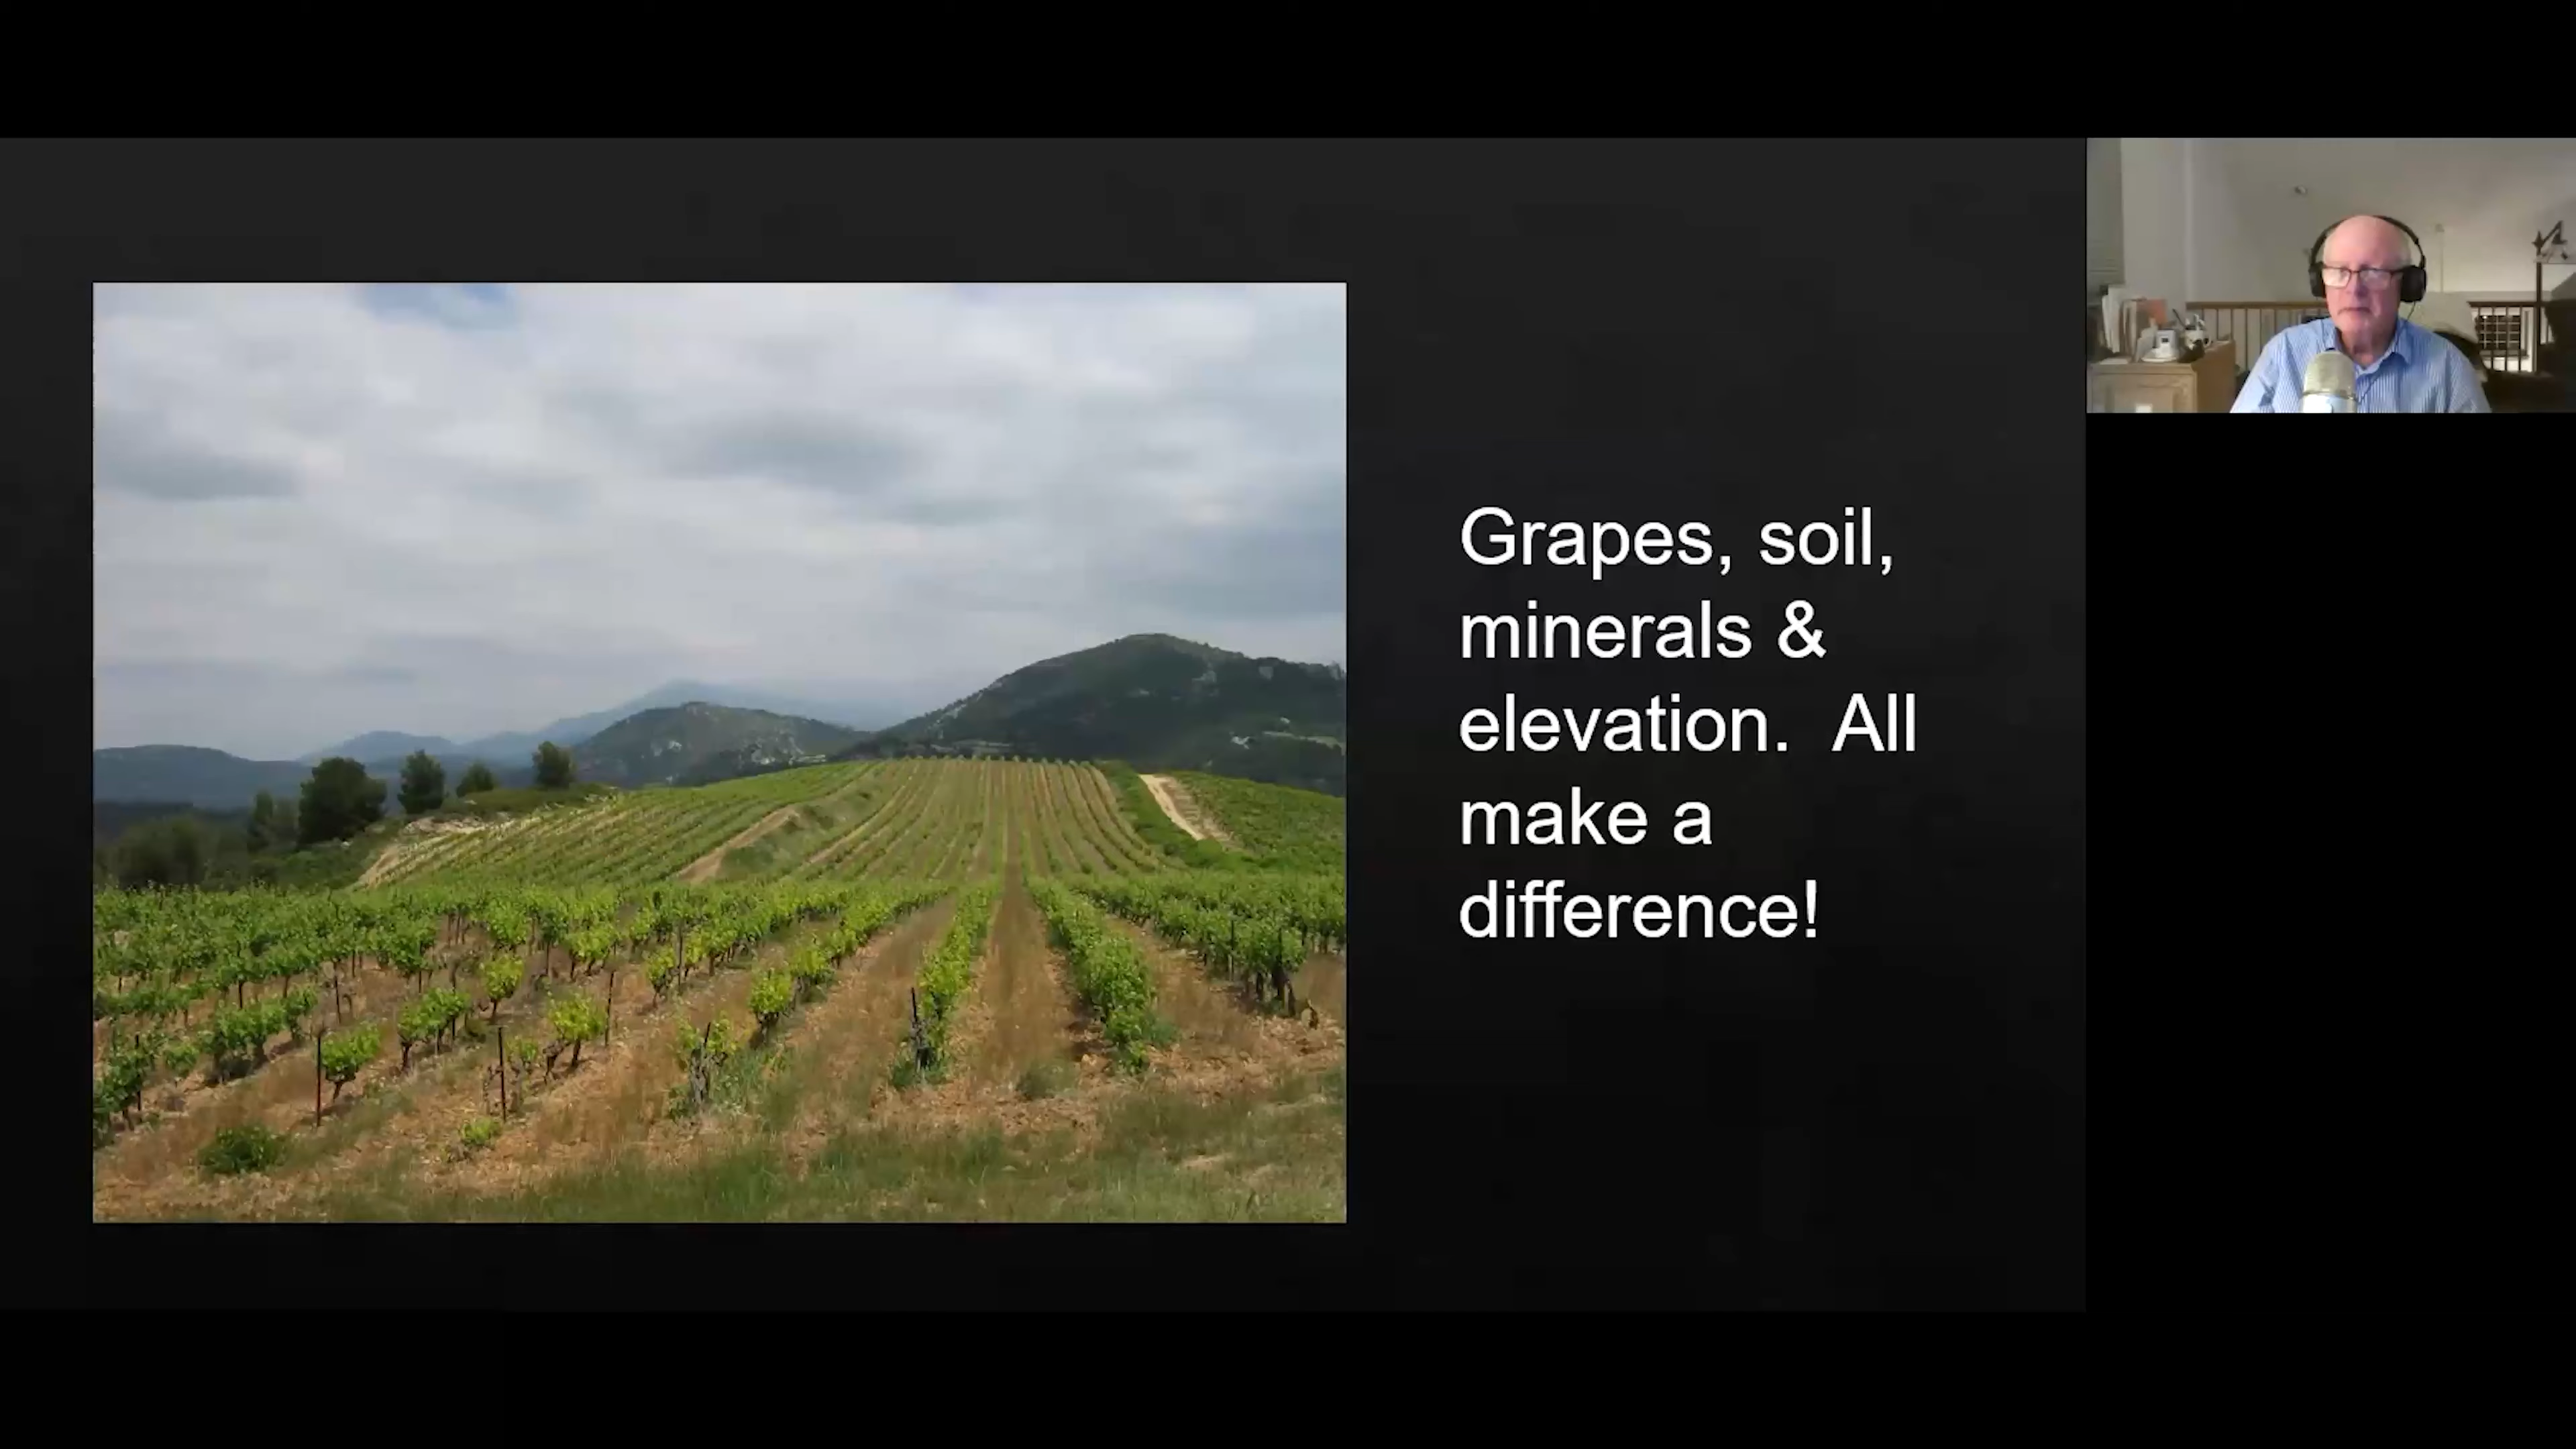 Grapes, soil,
minerals &
elevation.  All
make a
difference!